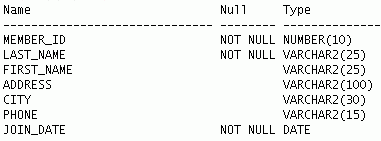 Name Null Type
------------------------------ -------- -------------
MEMBER_ID NOT NULL NUMBER(10)
LAST_NAME NOT NULL VARCHAR2(25)
FIRST_NAME VARCHAR2(25)
ADDRESS VARCHAR2(100)
CITY VARCHAR2(30)
PHONE VARCHAR2(15)
JOIN_DATE NOT NULL DATE